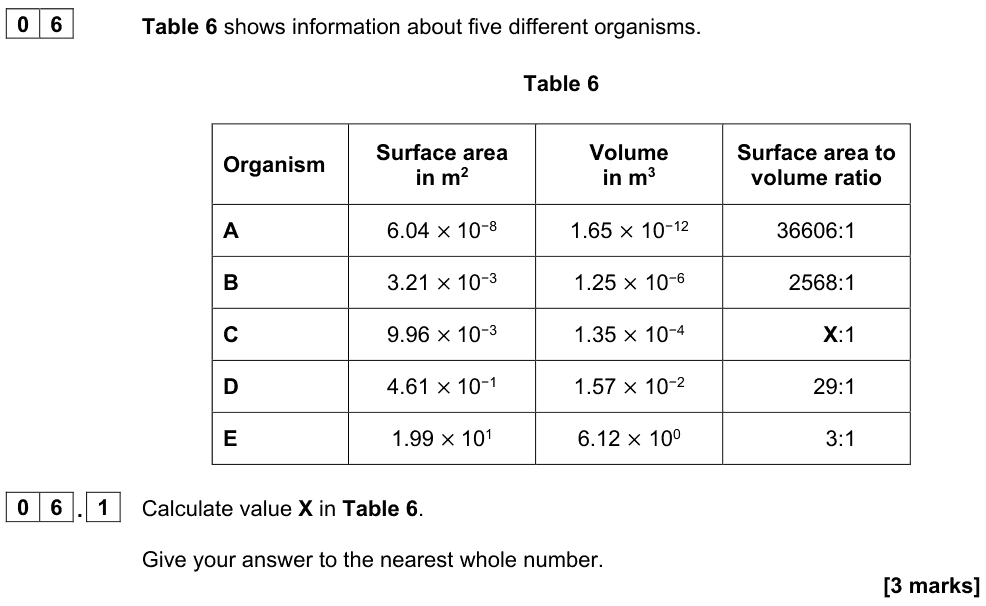 0 6 Table 6 shows information about five different organisms.
Table 6
Organism Surface area in m² Volume in m³ Surface area to volume ratio
A 6.04 × 10⁻⁸ 1.65 × 10⁻¹² 36606:1
B 3.21 × 10⁻³ 1.25 × 10⁻⁶ 2568:1
C 9.96 × 10⁻³ 1.35 × 10⁻⁴ X:1
D 4.61 × 10⁻¹ 1.57 × 10⁻² 29:1
E 1.99 × 10¹ 6.12 × 10⁰ 3:1
0 6 . 1 Calculate value X in Table 6.
Give your answer to the nearest whole number.
[3 marks]